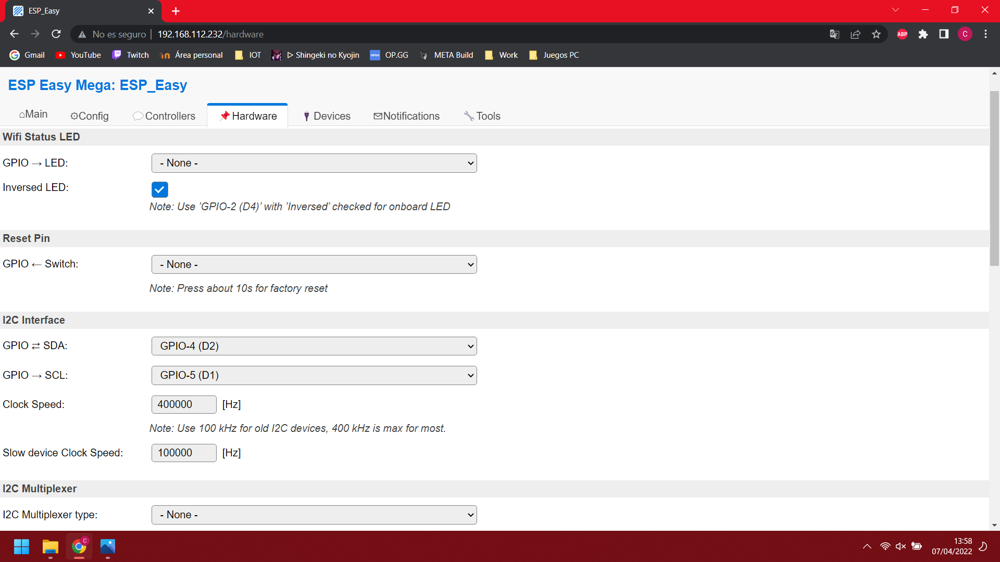 ESP_Easy
No es seguro 192.168.112.232/hardware
ABP
C
Gmail YouTube Twitch Área personal IOT ▷ Shingeki no Kyojin OP.GG META Build Work Juegos PC
ESP Easy Mega: ESP_Easy
⌂Main ⚙Config Controllers Hardware Devices Notifications Tools
Wifi Status LED
GPIO → LED: - None -
Inversed LED:
Note: Use ’GPIO-2 (D4)’ with ’Inversed’ checked for onboard LED
Reset Pin
GPIO ← Switch: - None -
Note: Press about 10s for factory reset
I2C Interface
GPIO ⇄ SDA: GPIO-4 (D2)
GPIO → SCL: GPIO-5 (D1)
Clock Speed: 400000 [Hz]
Note: Use 100 kHz for old I2C devices, 400 kHz is max for most.
Slow device Clock Speed: 100000 [Hz]
I2C Multiplexer
I2C Multiplexer type: - None -
C
13:58
07/04/2022